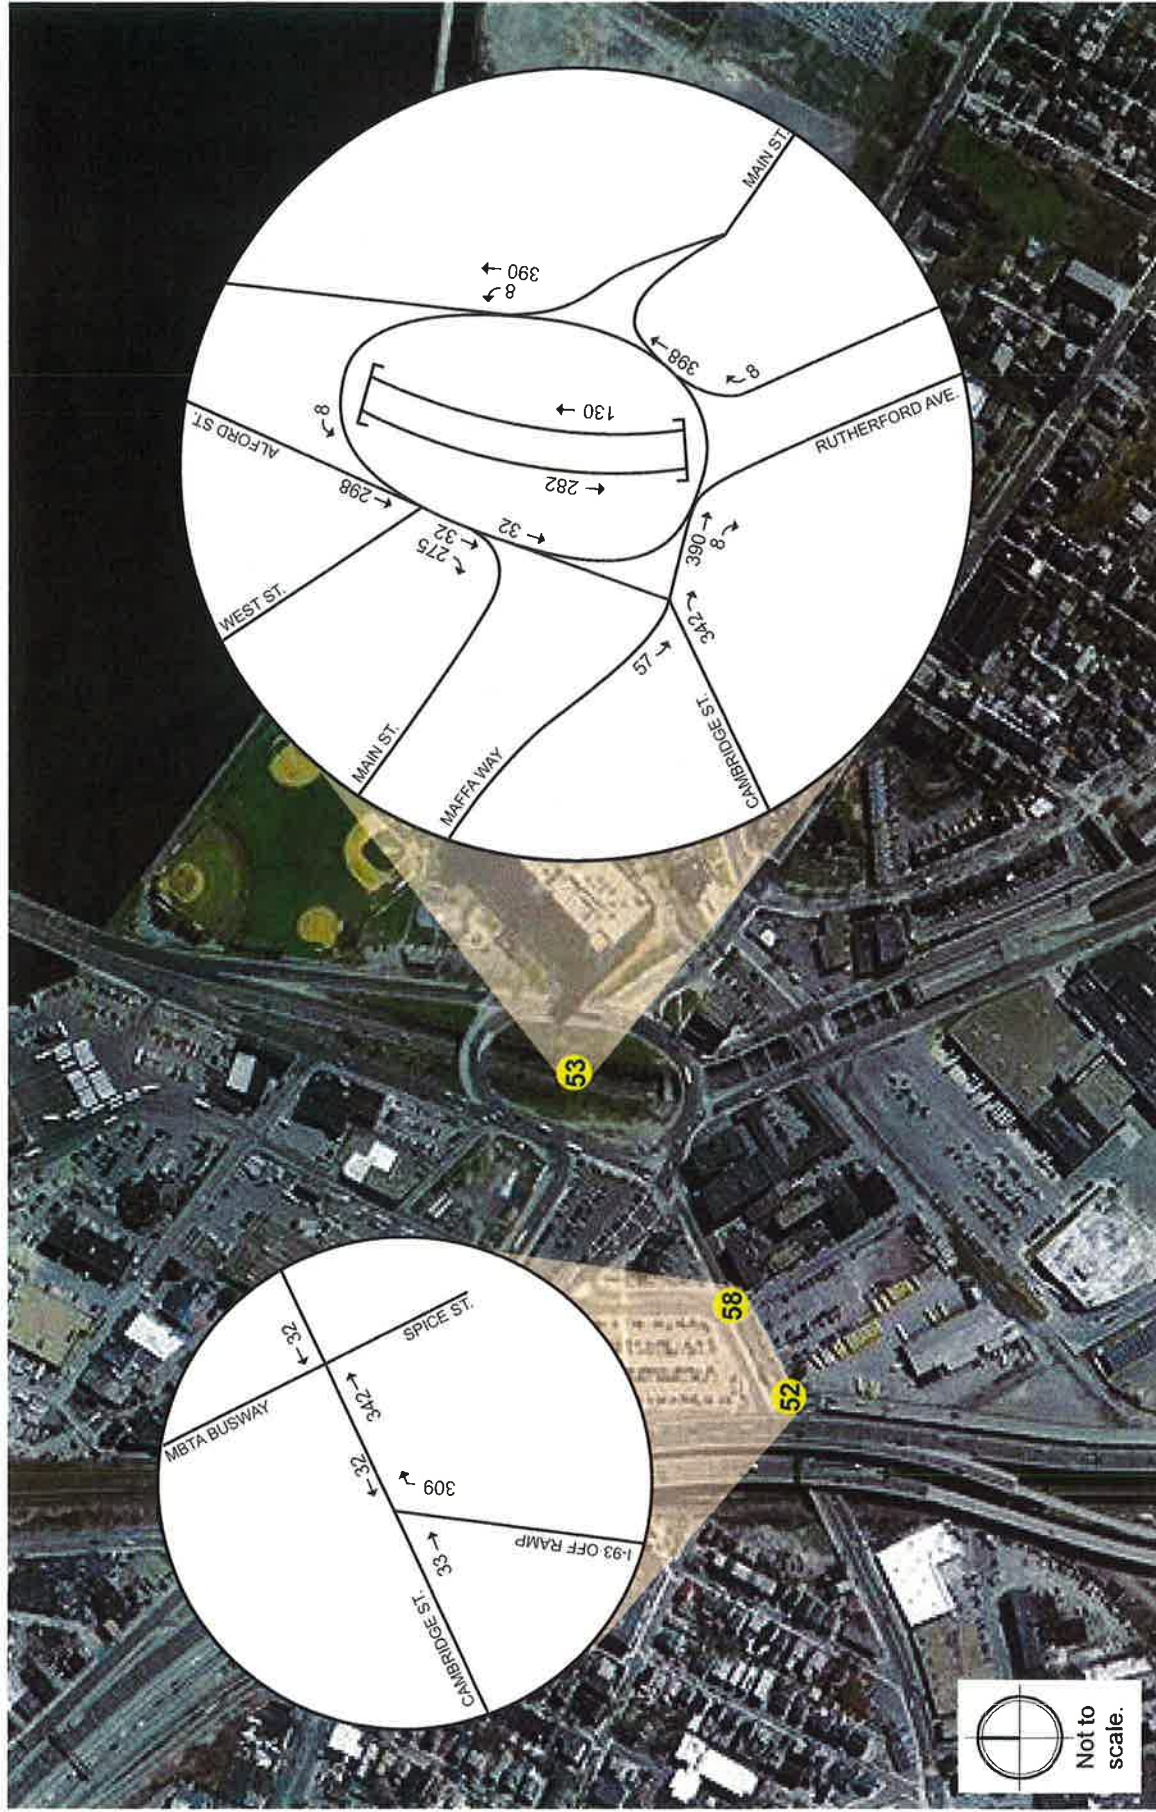 MBTA BUSWAY
SPICE ST.
CAMBRIDGE ST.
I-93 OFF RAMP
32
342
32
33
309
ALFORD ST.
WEST ST.
MAIN ST.
MAFFA WAY
CAMBRIDGE ST.
RUTHERFORD AVE.
MAIN ST.
390
8
8
298
32
275
32
282
130
398
8
390
8
342
57
53
58
52
Not to
scale.